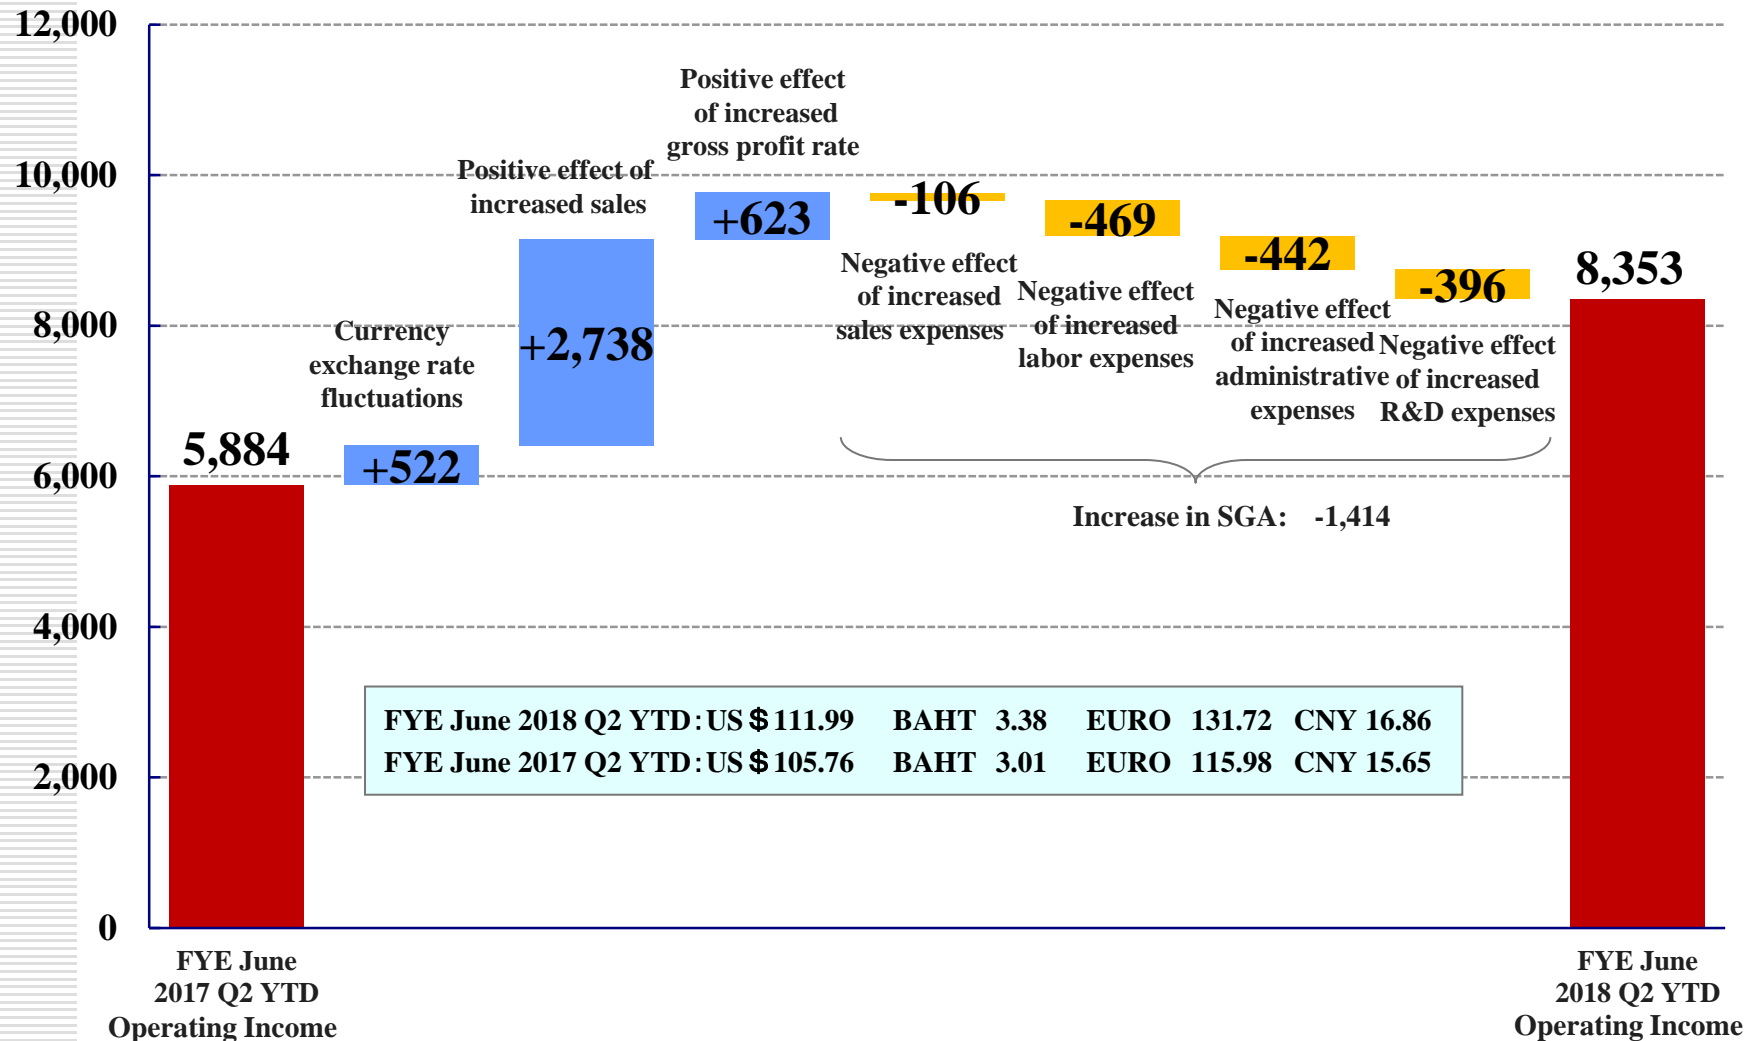 12,000
10,000
8,000
6,000
4,000
2,000
0
5,884
Currency
exchange rate
fluctuations
+522
Positive effect of
increased sales
+2,738
Positive effect
of increased
gross profit rate
+623
-106
Negative effect
of increased
sales expenses
-469
Negative effect
of increased
labor expenses
-442
Negative effect
of increased
administrative
expenses
-396
Negative effect
of increased
R&D expenses
8,353
Increase in SGA: -1,414
FYE June 2018 Q2 YTD:US $111.99 BAHT 3.38 EURO 131.72 CNY 16.86
FYE June 2017 Q2 YTD:US $105.76 BAHT 3.01 EURO 115.98 CNY 15.65
FYE June
2017 Q2 YTD
Operating Income
FYE June
2018 Q2 YTD
Operating Income